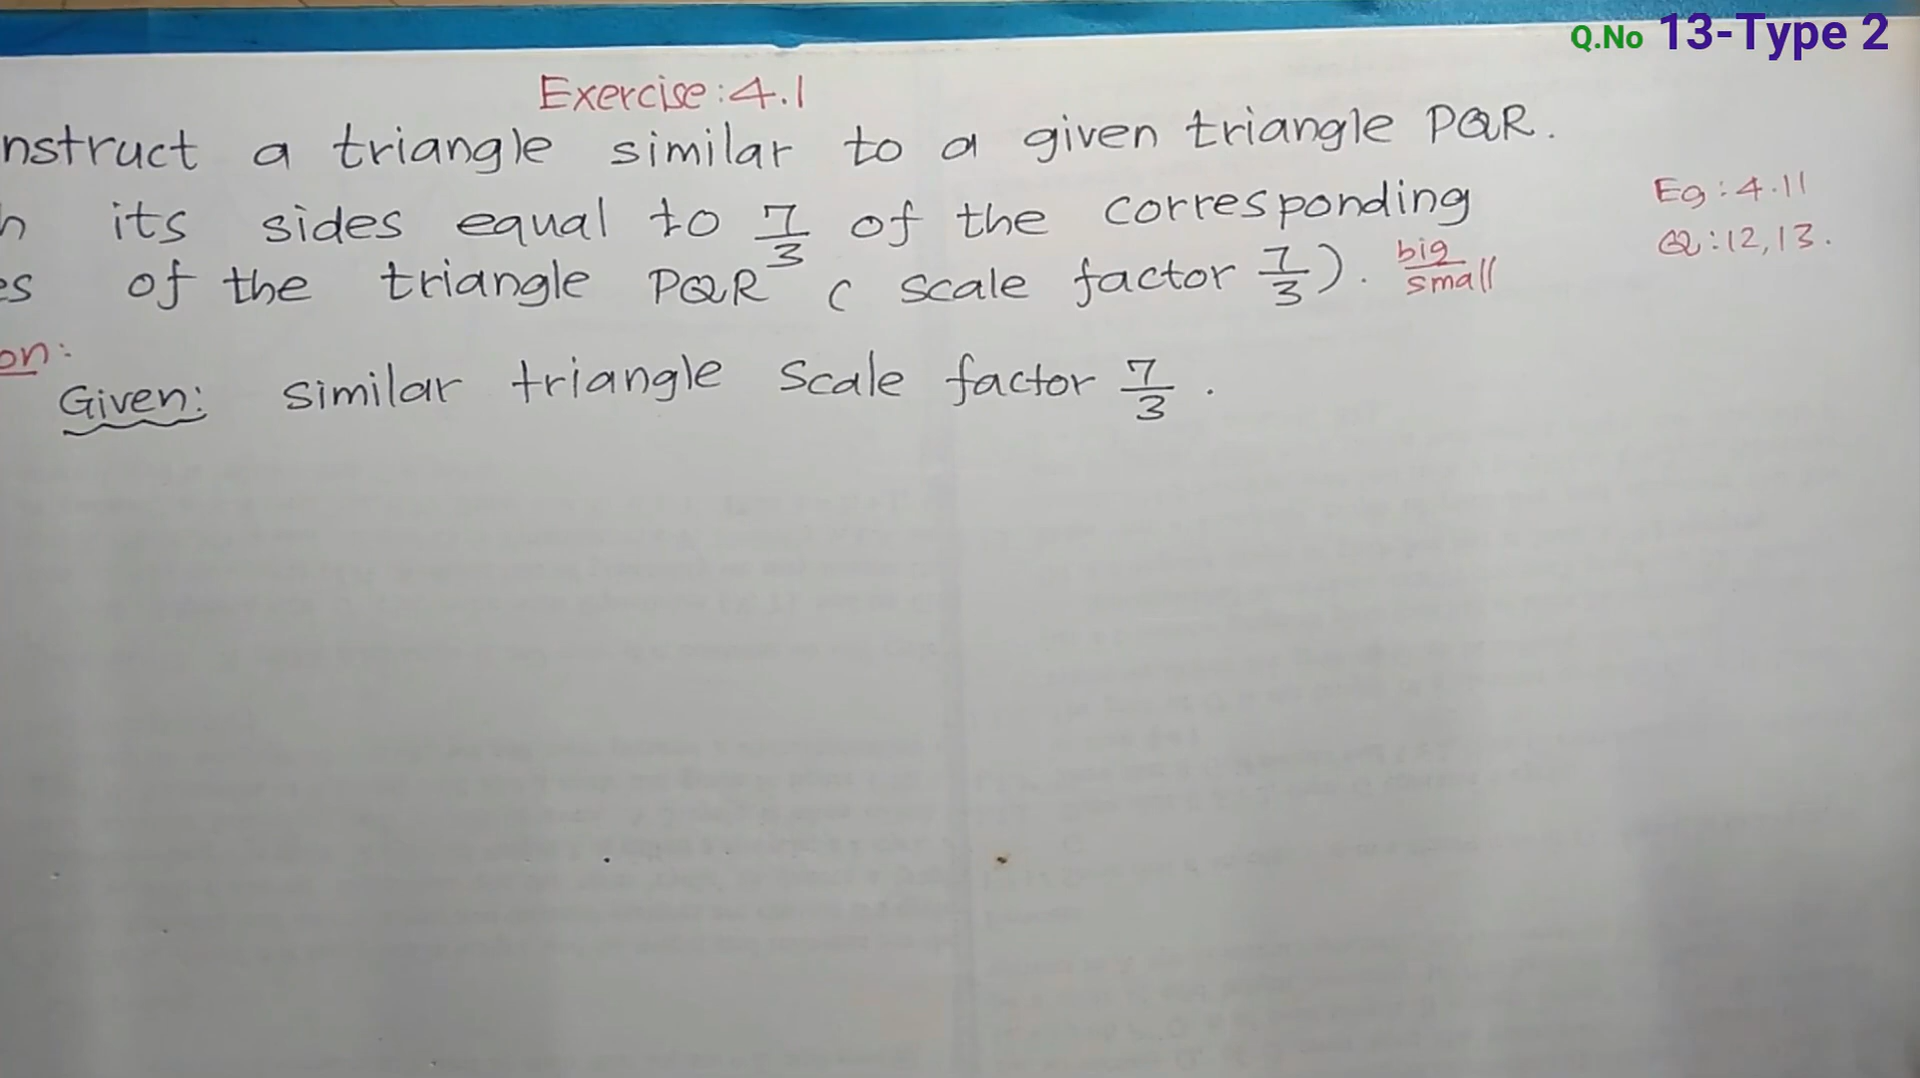 Q.No 13-Type 2
Exercise: 4.1
nstruct a triangle similar to a given triangle PQR.
its sides equal to 7/3 of the corresponding
es of the triangle PQR ( scale factor 7/3 ). big/small
Eg: 4.11
Q: 12, 13.
on:
Given: similar triangle scale factor 7/3.